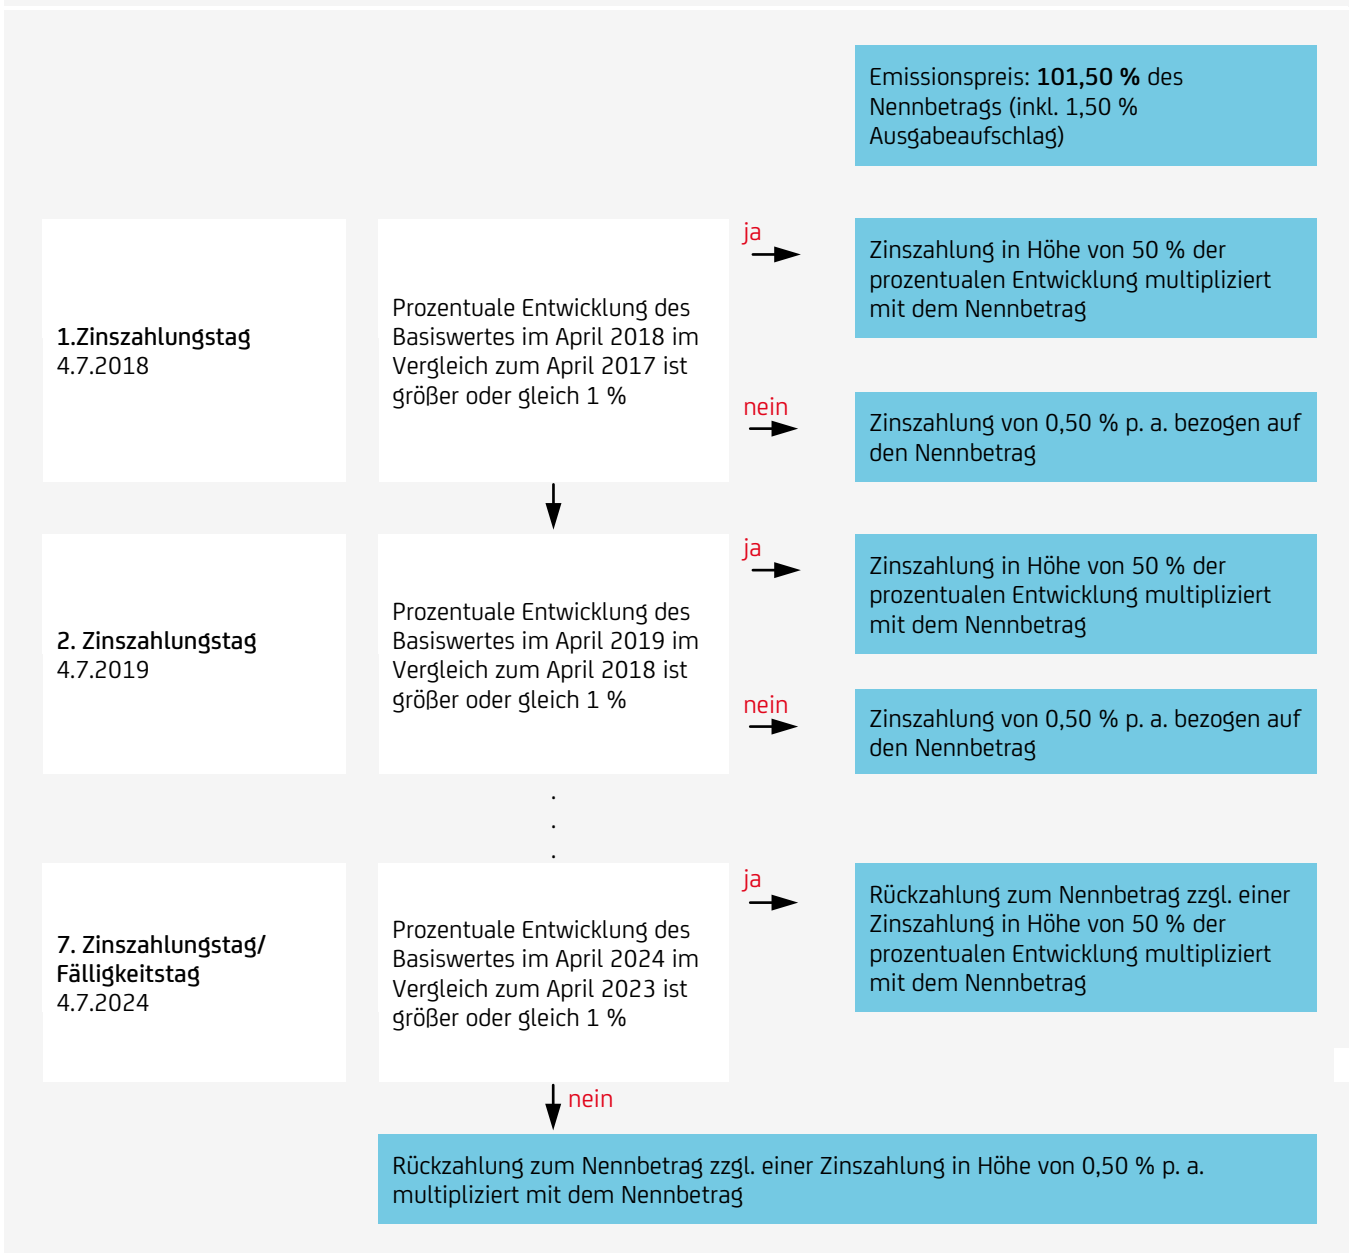 Emissionspreis: 101,50 % des
Nennbetrags (inkl. 1,50 %
Ausgabeaufschlag)
1.Zinszahlungstag
4.7.2018
Prozentuale Entwicklung des
Basiswertes im April 2018 im
Vergleich zum April 2017 ist
größer oder gleich 1 %
ja
Zinszahlung in Höhe von 50 % der
prozentualen Entwicklung multipliziert
mit dem Nennbetrag
nein
Zinszahlung von 0,50 % p. a. bezogen auf
den Nennbetrag
2. Zinszahlungstag
4.7.2019
Prozentuale Entwicklung des
Basiswertes im April 2019 im
Vergleich zum April 2018 ist
größer oder gleich 1 %
ja
Zinszahlung in Höhe von 50 % der
prozentualen Entwicklung multipliziert
mit dem Nennbetrag
nein
Zinszahlung von 0,50 % p. a. bezogen auf
den Nennbetrag
.
.
.
7. Zinszahlungstag/
Fälligkeitstag
4.7.2024
Prozentuale Entwicklung des
Basiswertes im April 2024 im
Vergleich zum April 2023 ist
größer oder gleich 1 %
ja
Rückzahlung zum Nennbetrag zzgl. einer
Zinszahlung in Höhe von 50 % der
prozentualen Entwicklung multipliziert
mit dem Nennbetrag
nein
Rückzahlung zum Nennbetrag zzgl. einer Zinszahlung in Höhe von 0,50 % p. a.
multipliziert mit dem Nennbetrag